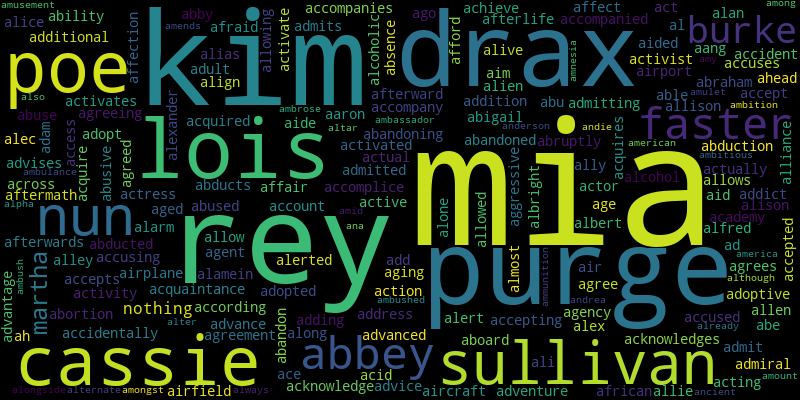 amusement ability abby accompanies ago achieve affect act among
alice amends afraid admits afterlife accompanied alan
additional affection kim allowing activate alcoholic absence afford drax alive amnesia al burke
poe alias aided activist aang accident
adult aim airport accuses ahead
activates align afterward alien amy abraham
also abuse agreeing alexander acquired ambrose aaron accompany addition abu admitting able allison accept amulet
adam access adopt lois aide altar ambassador abigail anderson andie faster ambition
alec acquire abusive agreed abandoning activated abandoned abruptly acquires american abduction alliance
advises ambulance actual aggressive mia ally ambitious actually
across abducts affair admitted accomplice albright actor alcohol allows
aftermath actress active alone allowed age aid addict alison
alpha nun aged abused rey account amid albert academy
martha alarm allow ana alfred accepted
afterwards abducted agent almost ammunition purge ad america
advantage ambush alley accusing alamein alerted add air agrees although
accepts airplane acquaintance aging agree andrea adoptive
activity according adopted action ambushed agency allen
abortion nothing adding address alert accepting alex accused already abe
ah accidentally alter advance agreement abandon along advanced aboard acknowledges
cassie abbey sullivan ali admit admiral
ace acid acting amount
alongside alternate amongst airfield always acknowledge advice aircraft adventure african allie ancient